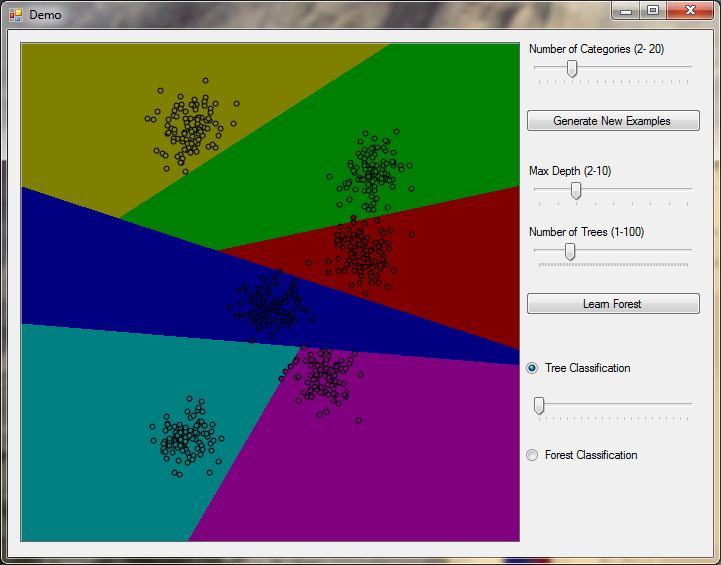 Demo
Number of Categories (2- 20)
Generate New Examples
Max Depth (2-10)
Number of Trees (1-100)
Learn Forest
Tree Classification
Forest Classification